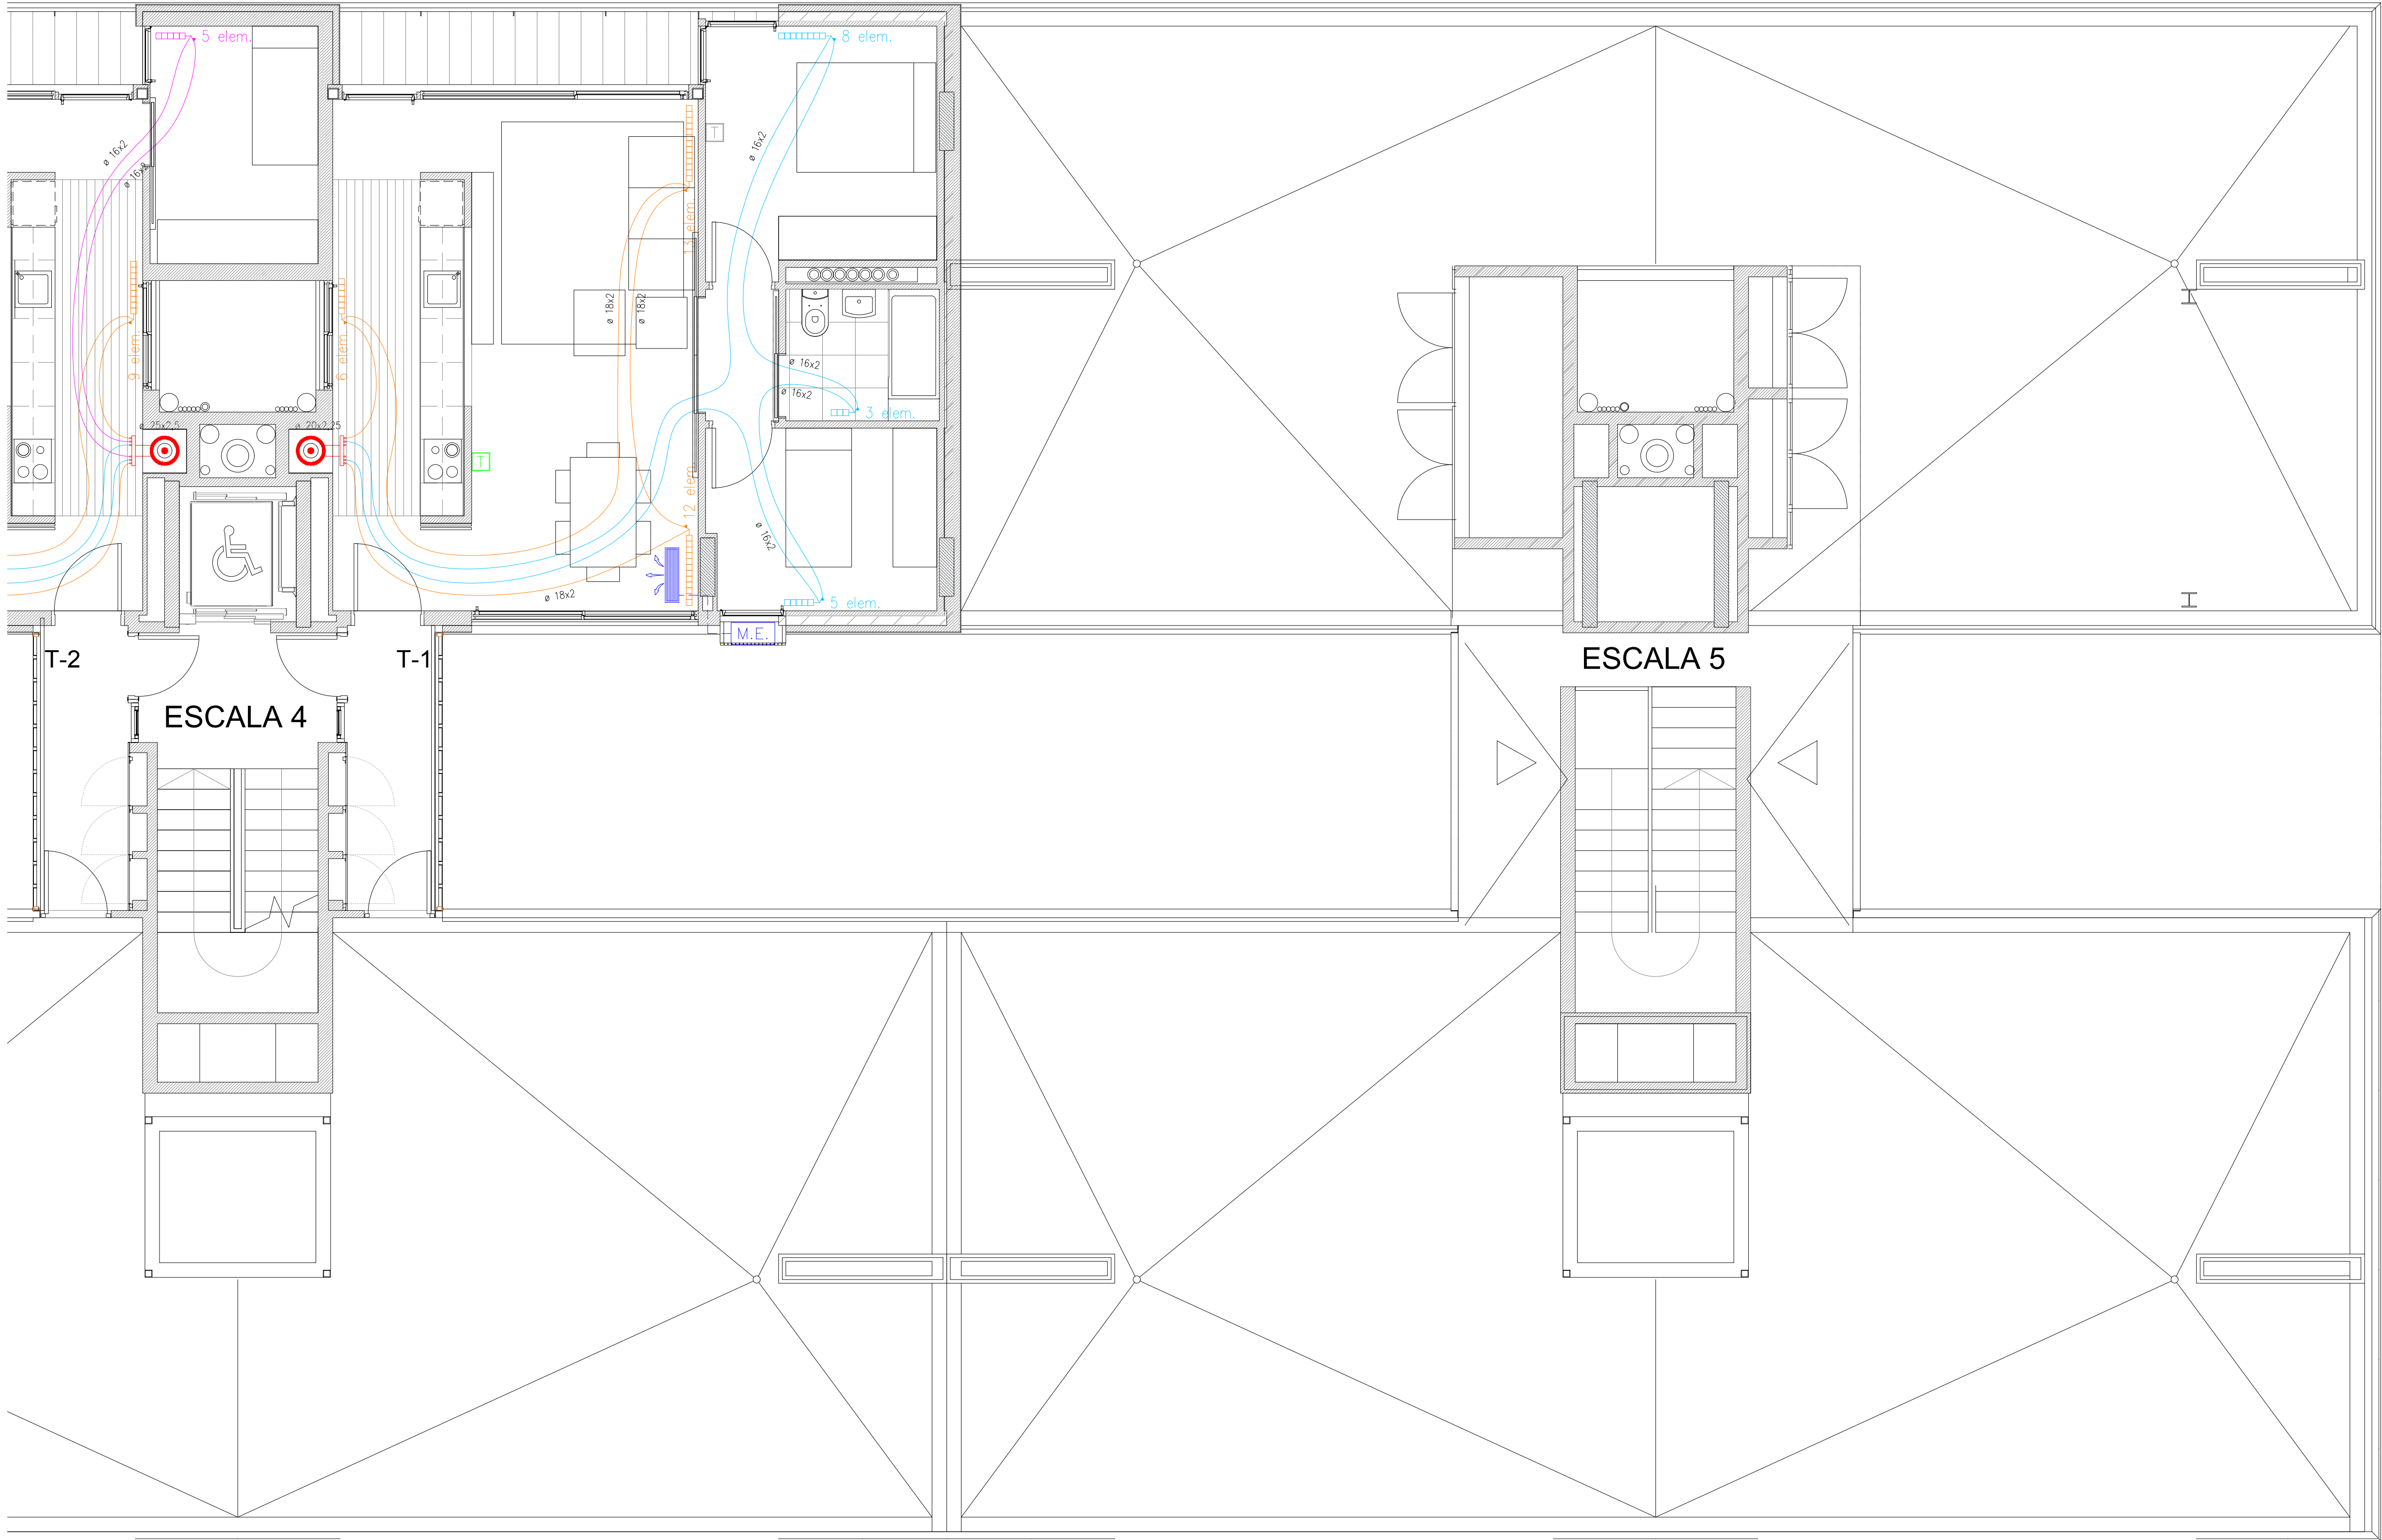 5 elem.
8 elem.
ø 16x2
ø 16x2
ø 16x2
T
13 elem.
ø 18x2
ø 18x2
9 elem.
6 elem.
ø 16x2
ø 16x2
3 elem.
ø 25x2.5
ø 20x2.25
T
12 elem.
ø 16x2
ø 18x2
5 elem.
M.E.
T-2
T-1
ESCALA 4
ESCALA 5